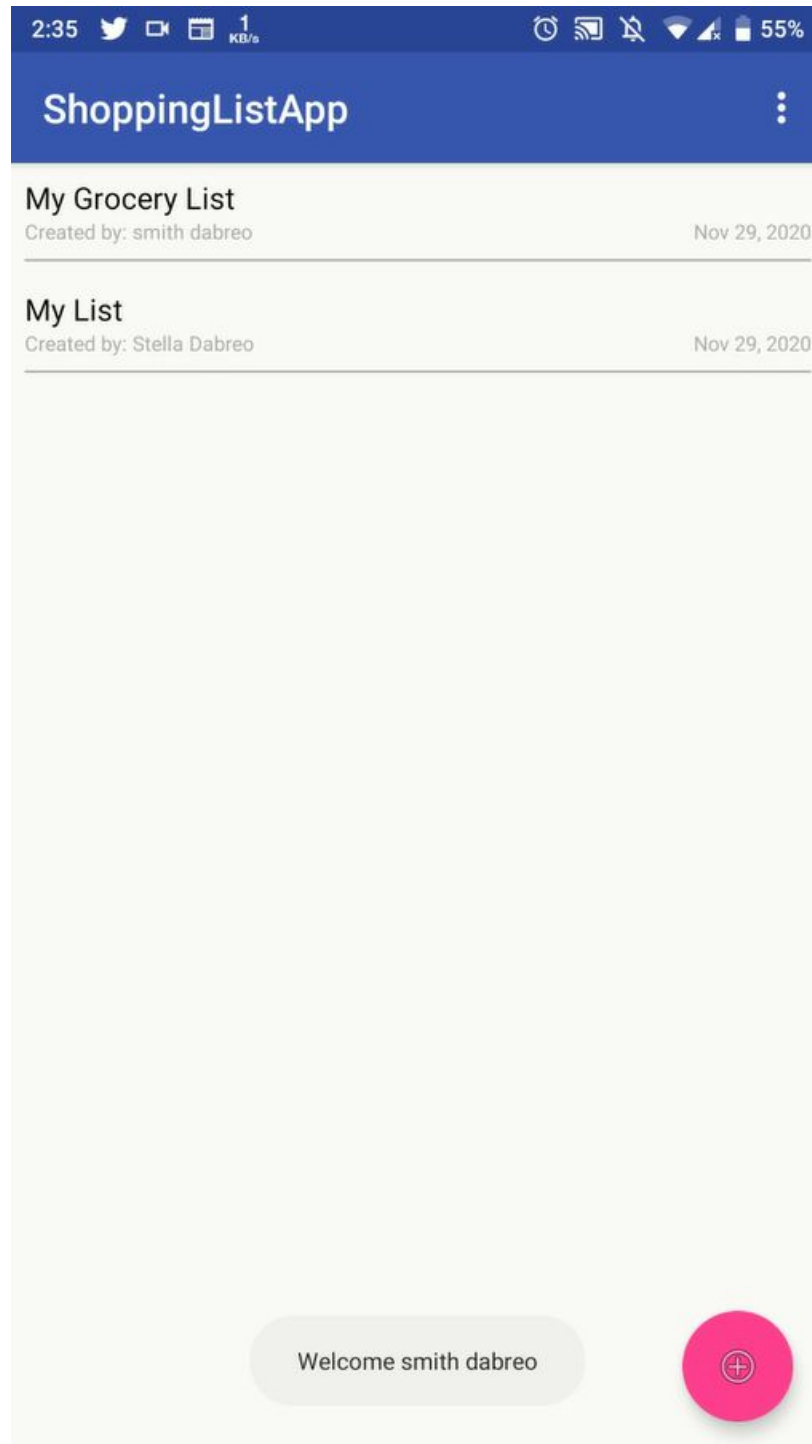 2:35 1 KB/s 55%
ShoppingListApp
My Grocery List
Created by: smith dabreo Nov 29, 2020
My List
Created by: Stella Dabreo Nov 29, 2020
Welcome smith dabreo